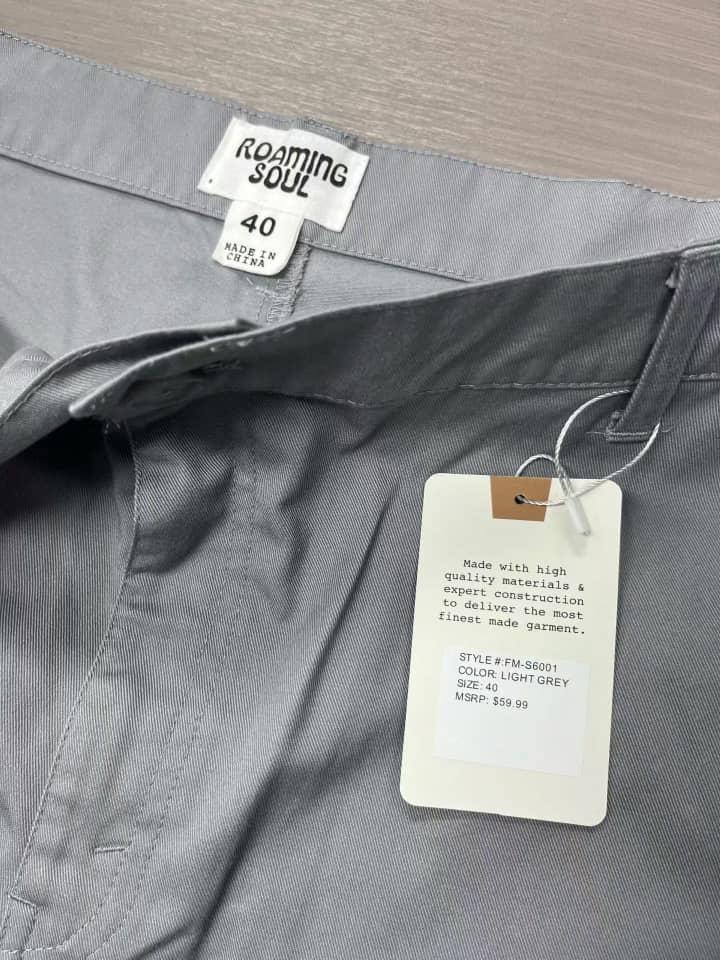 ROAMING
SOUL
40
MADE IN
CHINA
Made with high
quality materials &
expert construction
to deliver the most
finest made garment.
STYLE #:FM-S6001
COLOR: LIGHT GREY
SIZE: 40
MSRP: $59.99